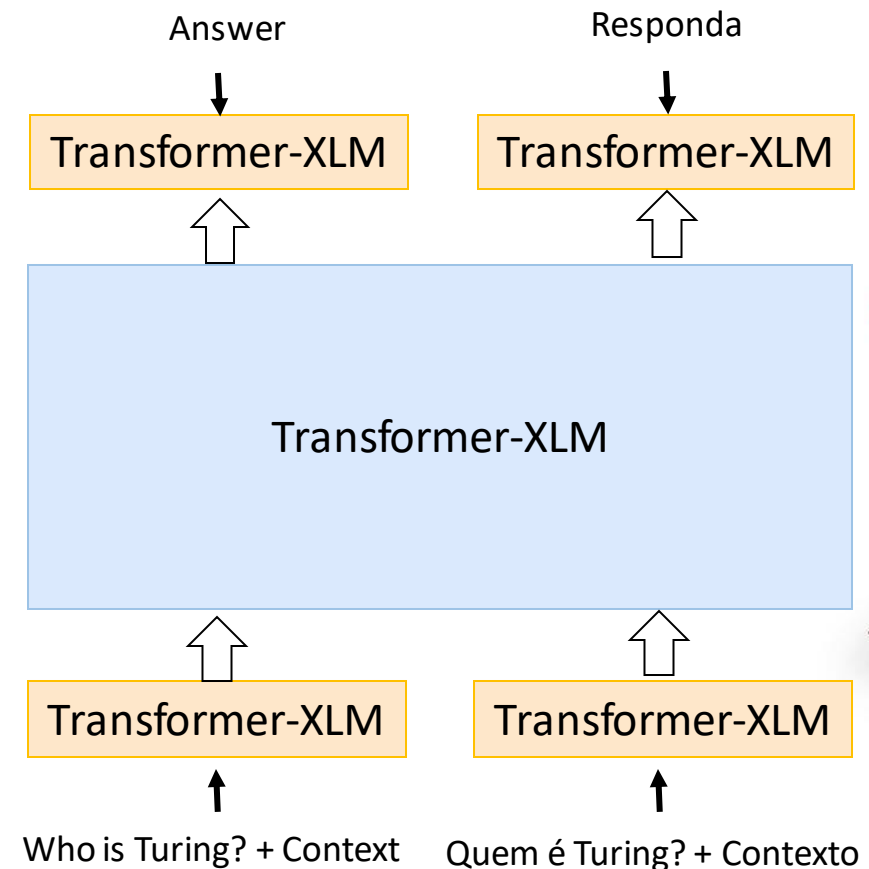 Answer
Responda
Transformer-XLM
Transformer-XLM
Transformer-XLM
Transformer-XLM
Transformer-XLM
Who is Turing? + Context
Quem é Turing? + Contexto